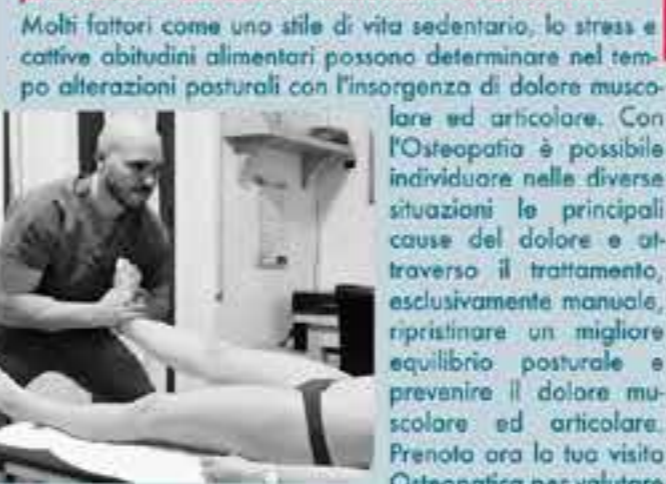 Molti fattori come uno stile di vita sedentario, lo stress e
cattive abitudini alimentari possono determinare nel tem-
po alterazioni posturali con l'insorgenza di dolore musco-
lare ed articolare. Con
l'Osteopatia è possibile
individuare nelle diverse
situazioni le principali
cause del dolore e at-
traverso il trattamento,
esclusivamente manuale,
ripristinare un migliore
equilibrio posturale e
prevenire il dolore mu-
scolare ed articolare.
Prenota ora la tua visita
Osteopatica per valutare